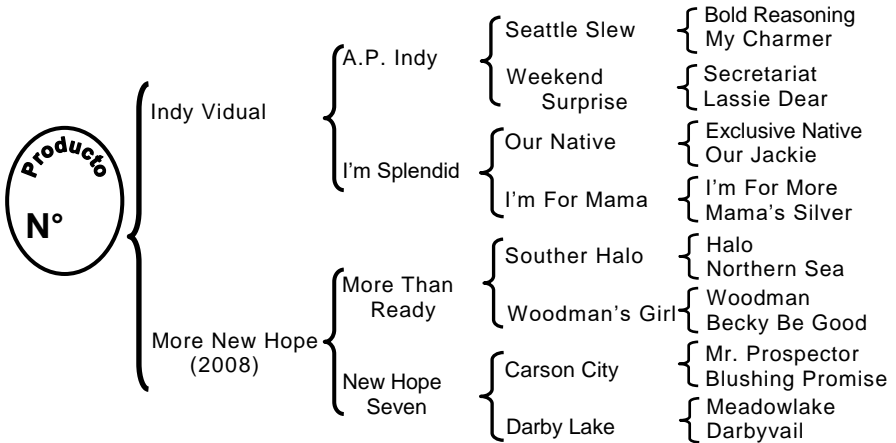 Producto
N°
Indy Vidual
More New Hope
(2008)
A.P. Indy
I'm Splendid
More Than
Ready
New Hope
Seven
Seattle Slew
Weekend
Surprise
Our Native
I'm For Mama
Souther Halo
Woodman's Girl
Carson City
Darby Lake
Bold Reasoning
My Charmer
Secretariat
Lassie Dear
Exclusive Native
Our Jackie
I'm For More
Mama's Silver
Halo
Northern Sea
Woodman
Becky Be Good
Mr. Prospector
Blushing Promise
Meadowlake
Darbyvail